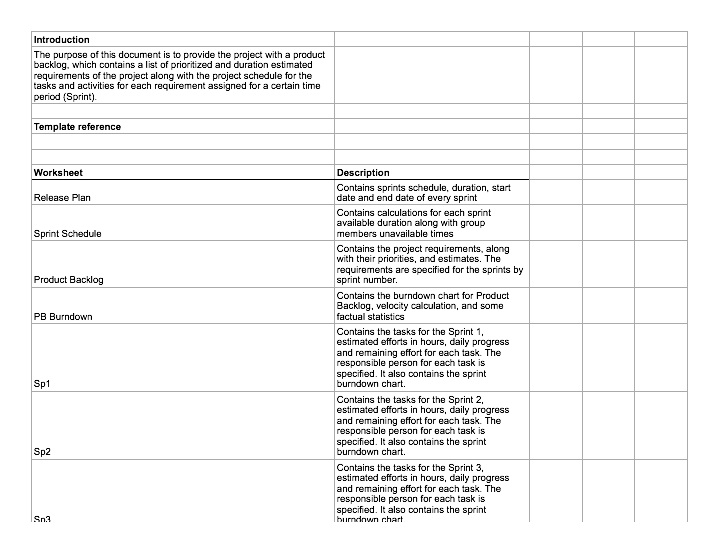 Introduction
The purpose of this document is to provide the project with a product
backlog, which contains a list of prioritized and duration estimated
requirements of the project along with the project schedule for the
tasks and activities for each requirement assigned for a certain time
period (Sprint).
Template reference
Worksheet Description
Contains sprints schedule, duration, start
Release Plan date and end date of every sprint
Contains calculations for each sprint
available duration along with group
Sprint Schedule members unavailable times
Contains the project requirements, along
with their priorities, and estimates. The
requirements are specified for the sprints by
Product Backlog sprint number.
Contains the burndown chart for Product
Backlog, velocity calculation, and some
PB Burndown factual statistics
Contains the tasks for the Sprint 1,
estimated efforts in hours, daily progress
and remaining effort for each task. The
responsible person for each task is
specified. It also contains the sprint
Sp1 burndown chart.
Contains the tasks for the Sprint 2,
estimated efforts in hours, daily progress
and remaining effort for each task. The
responsible person for each task is
specified. It also contains the sprint
Sp2 burndown chart.
Contains the tasks for the Sprint 3,
estimated efforts in hours, daily progress
and remaining effort for each task. The
responsible person for each task is
specified. It also contains the sprint
Sp3 burndown chart.